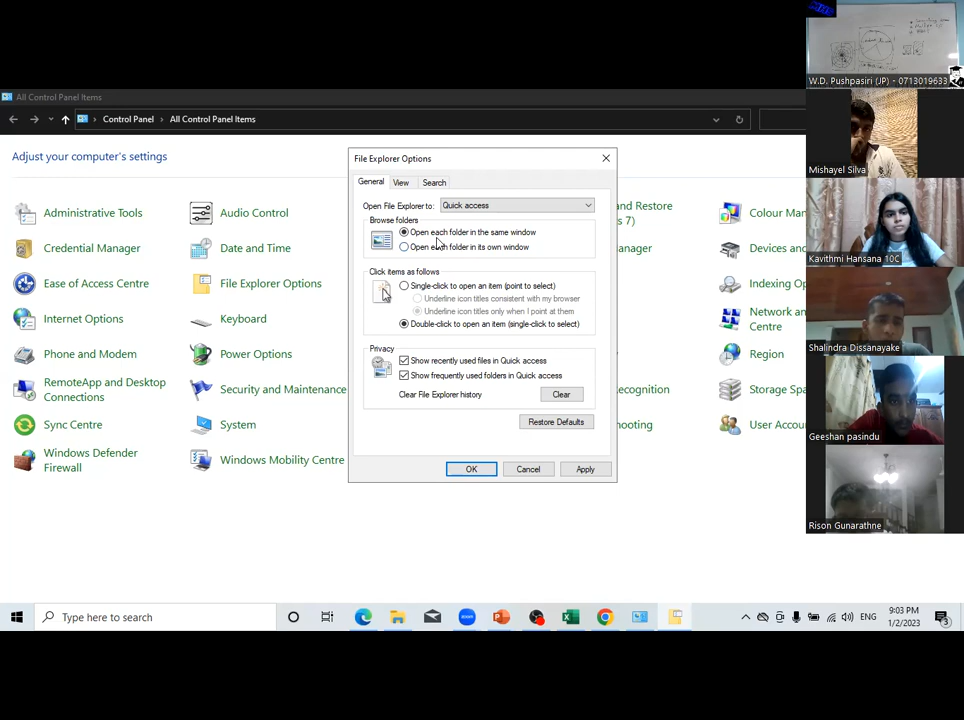 All Control Panel Items
Control Panel > All Control Panel Items
Adjust your computer's settings
Administrative Tools
Audio Control
Colour Mana
Credential Manager
Date and Time
Devices an
Ease of Access Centre
File Explorer Options
Indexing Op
Internet Options
Keyboard
Network an
Centre
Phone and Modem
Power Options
Region
RemoteApp and Desktop
Connections
Security and Maintenance
Storage Spa
Sync Centre
System
User Accou
Windows Defender
Firewall
Windows Mobility Centre
nd Restore
s 7)
ecognition
ooting
File Explorer Options
General View Search
Open File Explorer to: Quick access
Browse folders
Open each folder in the same window
Open each folder in its own window
Click items as follows
Single-click to open an item (point to select)
Underline icon titles consistent with my browser
Underline icon titles only when I point at them
Double-click to open an item (single-click to select)
Privacy
Show recently used files in Quick access
Show frequently used folders in Quick access
Clear File Explorer history Clear
Restore Defaults
OK Cancel Apply
W.D. Pushpasiri (JP) - 0713019633
Mishayel Silva
Kavithmi Hansana 10C
Shalindra Dissanayake
Geeshan pasindu
Rison Gunarathne
Type here to search
ENG
9:03 PM
1/2/2023
3